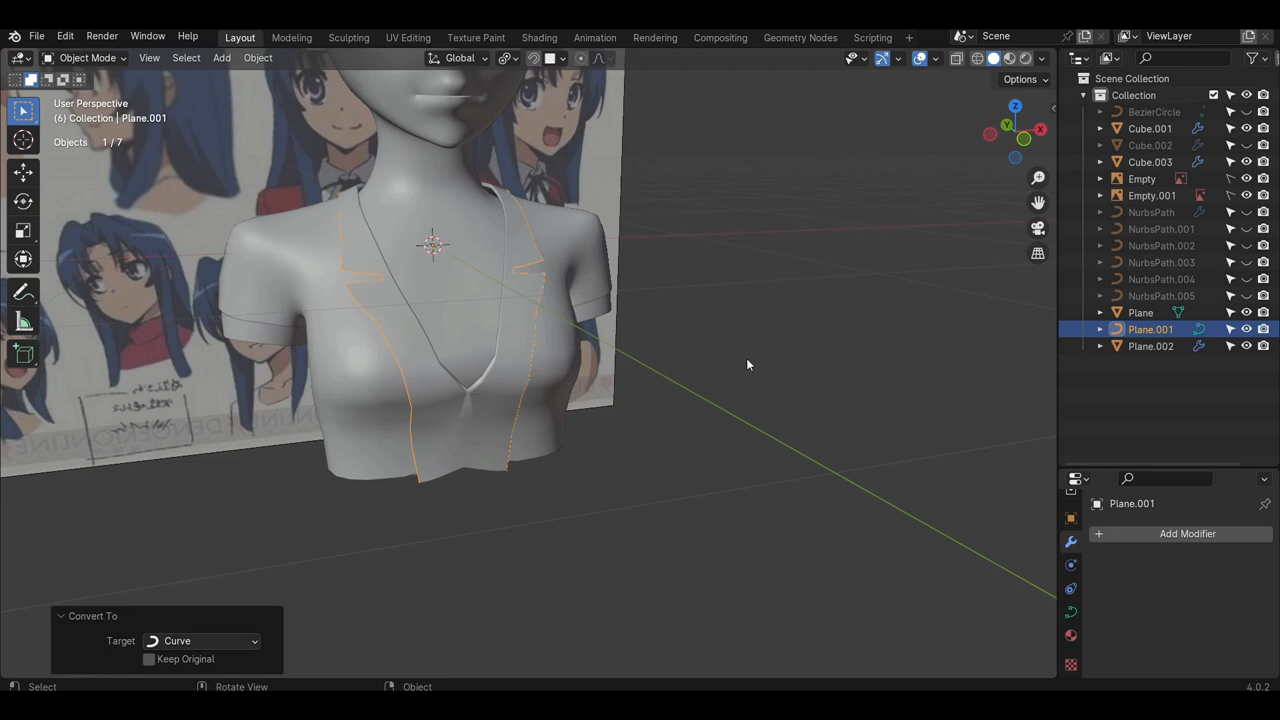 File Edit Render Window Help Layout Modeling Sculpting UV Editing Texture Paint Shading Animation Rendering Compositing Geometry Nodes Scripting + Scene ViewLayer
Object Mode View Select Add Object Global
Options
User Perspective
(6) Collection | Plane.001
Objects 1 / 7
Z
Y
X
Scene Collection
Collection
BezierCircle
Cube.001
Cube.002
Cube.003
Empty
Empty.001
NurbsPath
NurbsPath.001
NurbsPath.002
NurbsPath.003
NurbsPath.004
NurbsPath.005
Plane
Plane.001
Plane.002
Plane.001
+ Add Modifier
Convert To
Target Curve
Keep Original
Select Rotate View Object 4.0.2